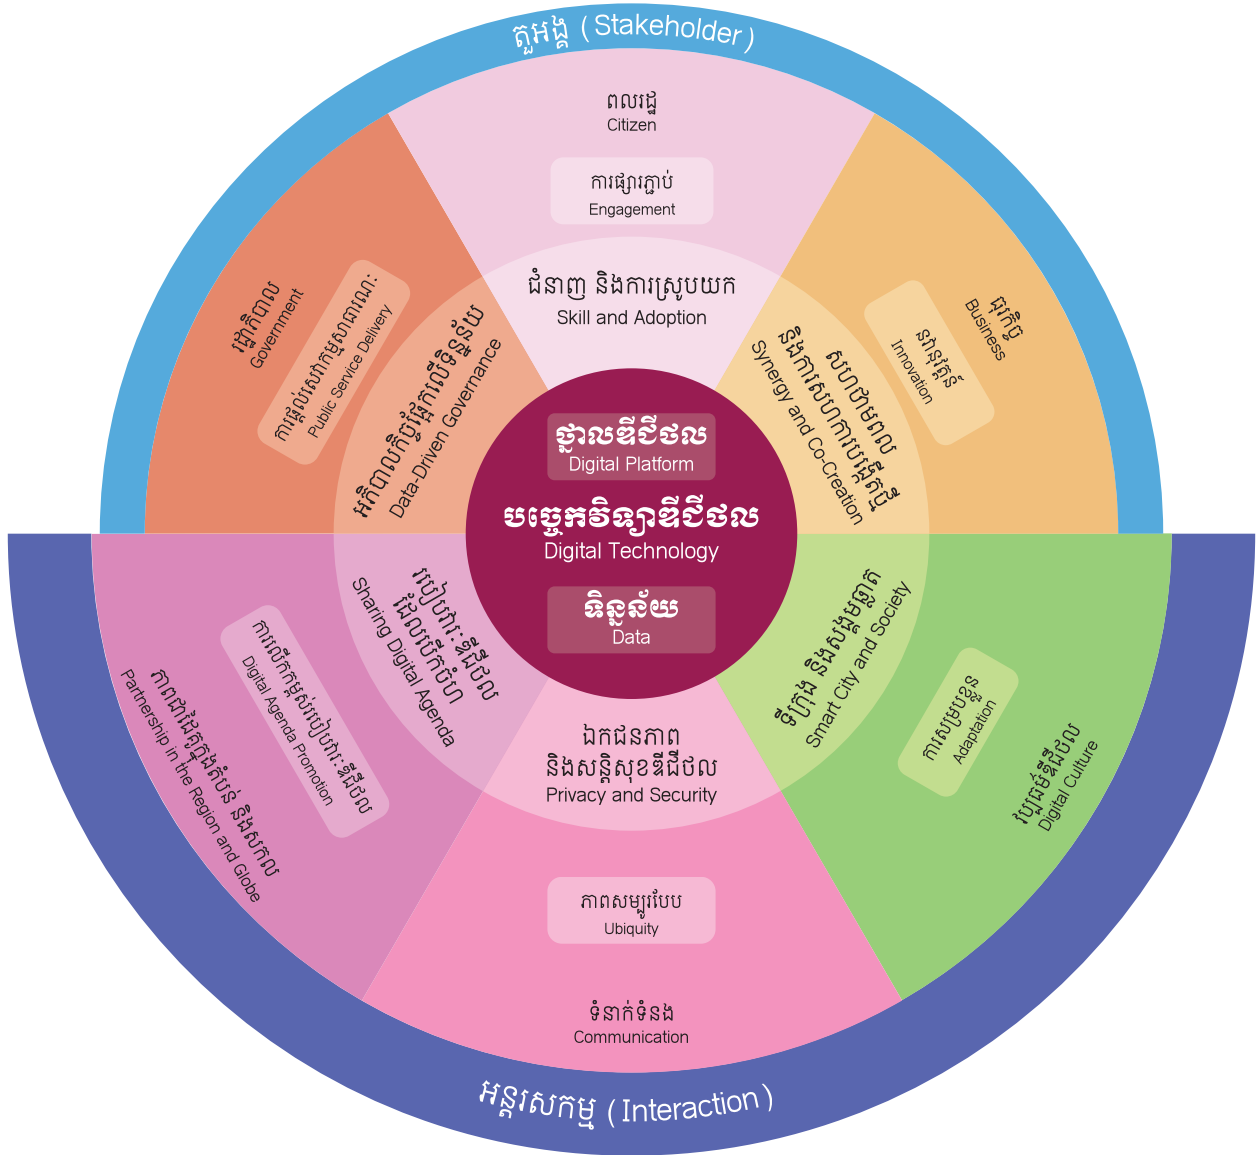 តួអង្គ (Stakeholder)
ពលរដ្ឋ
Citizen
ការផ្សារភ្ជាប់
Engagement
ជំនាញ និងការស្រូបយក
Skill and Adoption
រដ្ឋាភិបាល
Government
ការផ្តល់សេវាកម្មសាធារណៈ
Public Service Delivery
អភិបាលកិច្ចផ្អែកលើទិន្នន័យ
Data-Driven Governance
ធុរកិច្ច
Business
នវានុវត្តន៍
Innovation
សហថាមពល
និងការសហការបង្កើតថ្មី
Synergy and Co-Creation
ថ្នាលឌីជីថល
Digital Platform
បច្ចេកវិទ្យាឌីជីថល
Digital Technology
ទិន្នន័យ
Data
របៀបវារៈឌីជីថល
ដែលបើកចំហ
Sharing Digital Agenda
ការលើកកម្ពស់របៀបវារៈឌីជីថល
Digital Agenda Promotion
ភាពជាដៃគូក្នុងតំបន់ និងសកល
Partnership in the Region and Globe
ឯកជនភាព
និងសន្តិសុខឌីជីថល
Privacy and Security
ភាពសម្បូរបែប
Ubiquity
ទំនាក់ទំនង
Communication
ទីក្រុង និងសង្គមឆ្លាត
Smart City and Society
ការសម្របខ្លួន
Adaptation
វប្បធម៌ឌីជីថល
Digital Culture
អន្តរសកម្ម (Interaction)